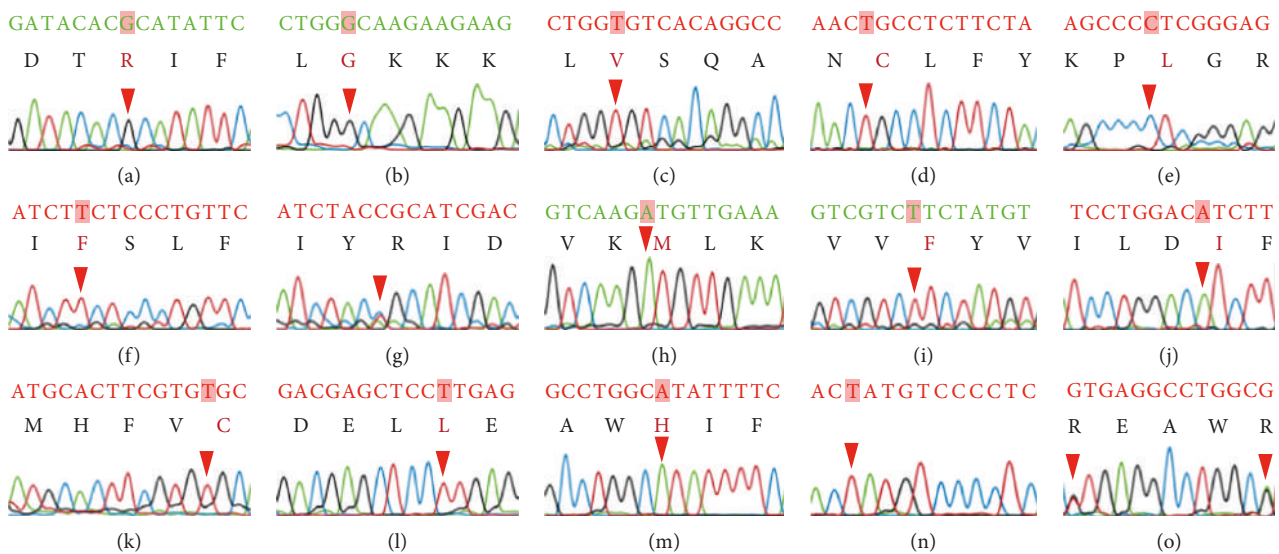 GATACACGCATATTC CTGGGCAAGAAGAAG CTGGTGTCACAGGCC AACTGCCTCTTCTA AGCCCCTCGGGAG
D T R I F L G K K K L V S Q A N C L F Y K P L G R
(a) (b) (c) (d) (e)
ATCTTCTCCCTGTTC ATCTACCGCATCGAC GTCAAGATGTTGAAA GTCGTCTTCTATGT TCCTGGACATCTT
I F S L F I Y R I D V K M L K V V F Y V I L D I F
(f) (g) (h) (i) (j)
ATGCACTTCGTGTGC GACGAGCTCCTTGAG GCCTGGCATATTTTC ACTATGTCCCCTC GTGAGGCCTGGCG
M H F V C D E L L E A W H I F R E A W R
(k) (l) (m) (n) (o)